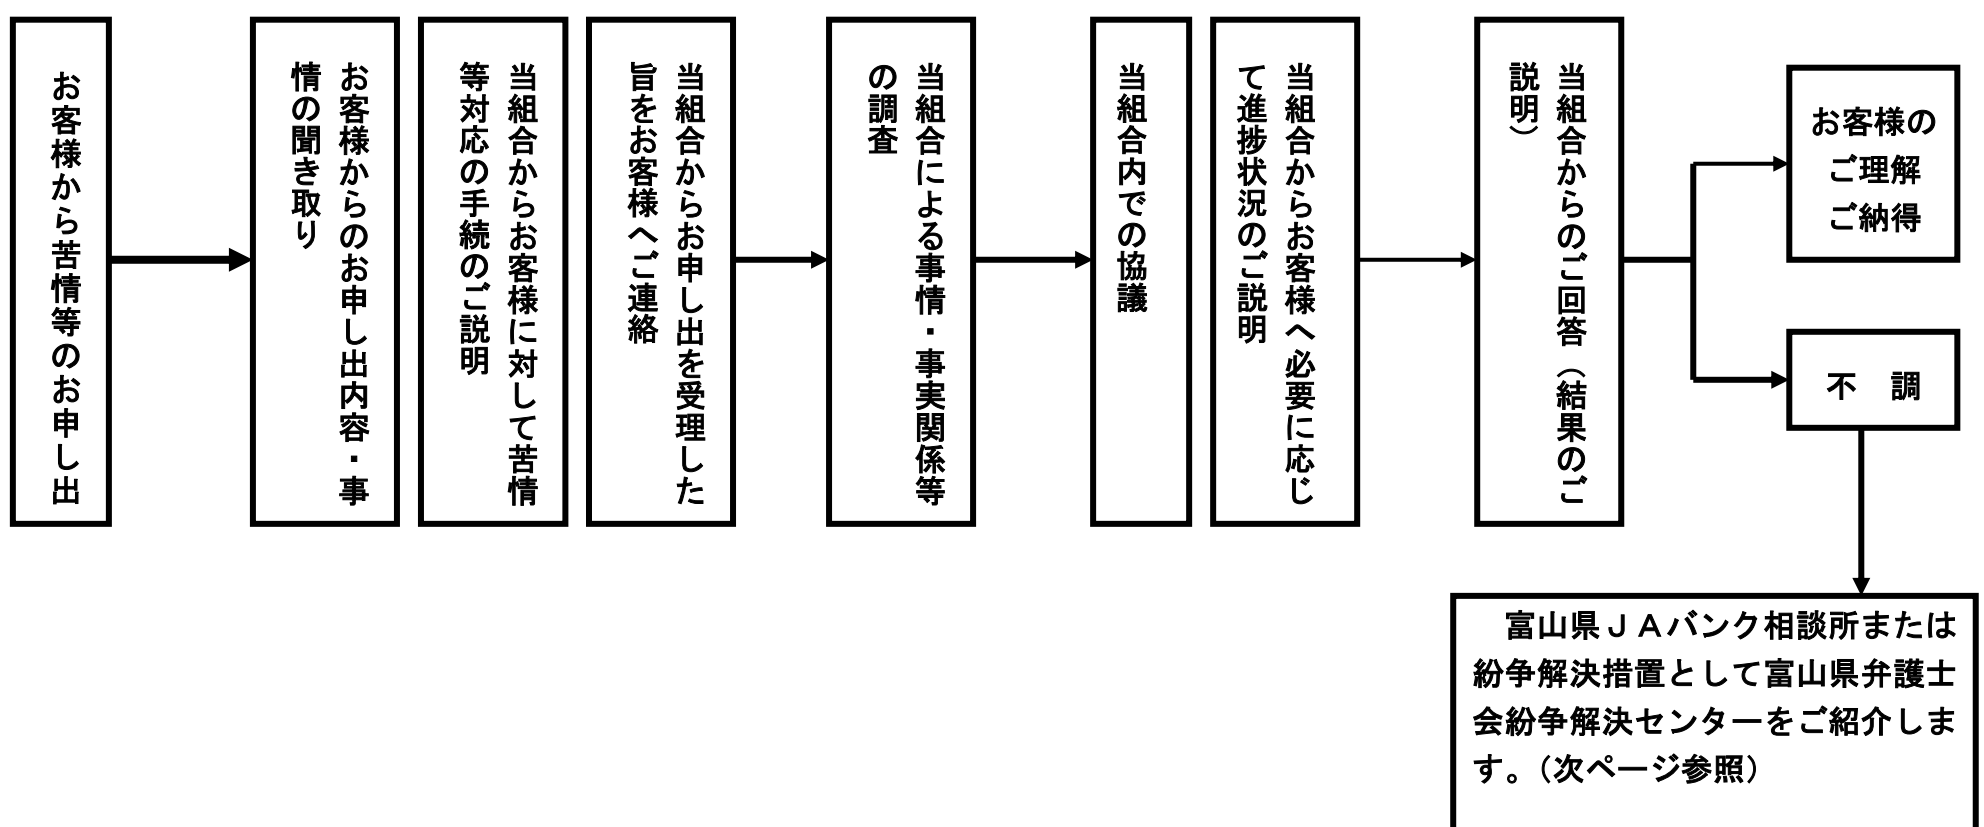 お客様から苦情等のお申し出
お客様からのお申し出内容・事
情の聞き取り
当組合からお客様に対して苦情
等対応の手続のご説明
当組合からお申し出を受理した
旨をお客様へご連絡
当組合による事情・事実関係等
の調査
当組合内での協議
当組合からお客様へ必要に応じ
て進捗状況のご説明
当組合からのご回答（結果のご
説明）
お客様の
ご理解
ご納得
不　調
富山県ＪＡバンク相談所または
紛争解決措置として富山県弁護士
会紛争解決センターをご紹介しま
す。（次ページ参照）